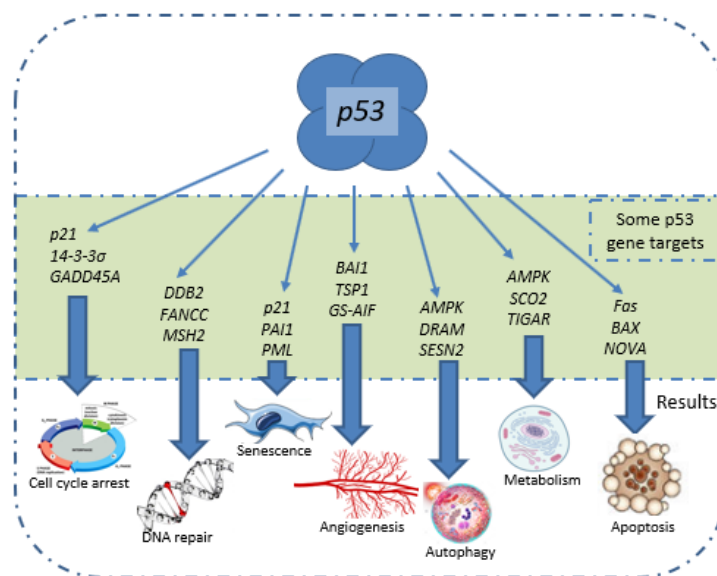 p53
Some p53
gene targets
p21
14-3-3σ
GADD45A
DDB2
FANCC
MSH2
p21
PAI1
PML
BAI1
TSP1
GS-AIF
AMPK
DRAM
SESN2
AMPK
SCO2
TIGAR
Fas
BAX
NOVA
Results
Cell cycle arrest
DNA repair
Senescence
Angiogenesis
Autophagy
Metabolism
Apoptosis